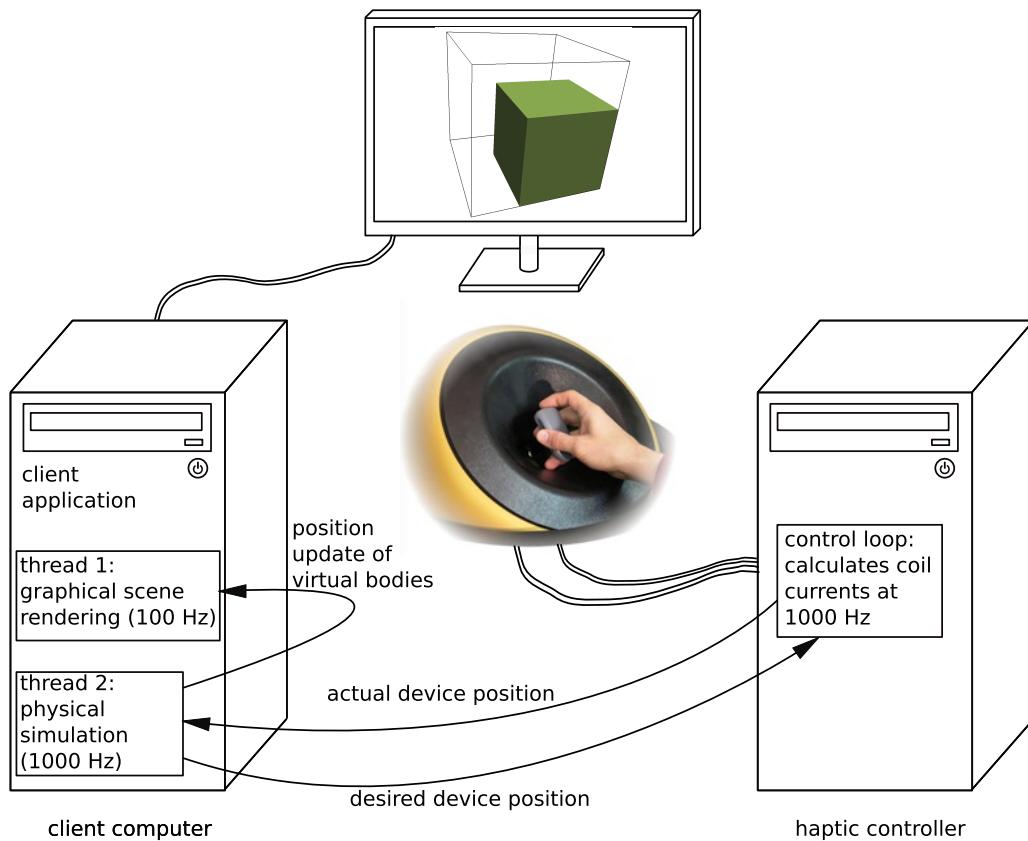 client
application
position
update of
virtual bodies
thread 1:
graphical scene
rendering (100 Hz)
control loop:
calculates coil
currents at
1000 Hz
thread 2:
physical
simulation
(1000 Hz)
actual device position
desired device position
client computer
haptic controller